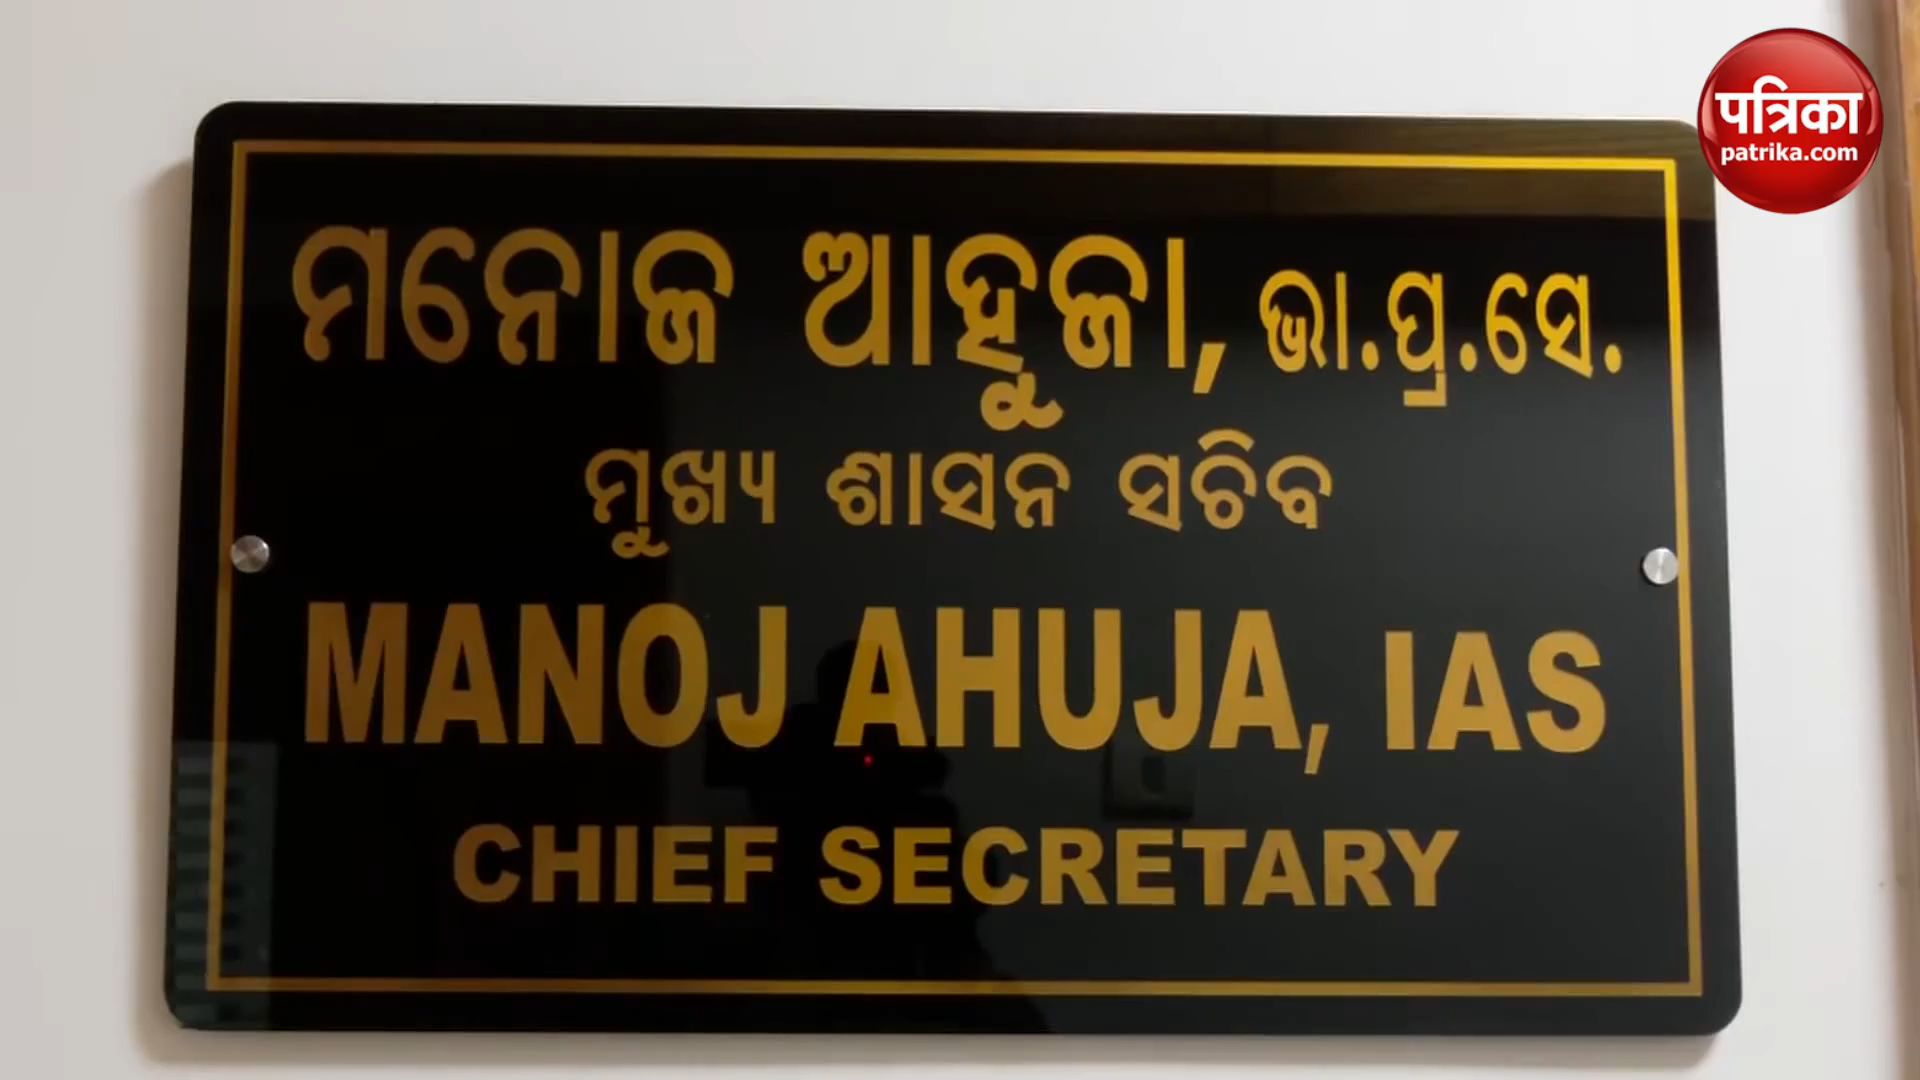 पत्रिका
patrika.com
ମନୋଜ ଆହୁଜା, ଭା.ପ୍ର.ସେ.
ମୁଖ୍ୟ ଶାସନ ସଚିବ
MANOJ AHUJA, IAS
CHIEF SECRETARY